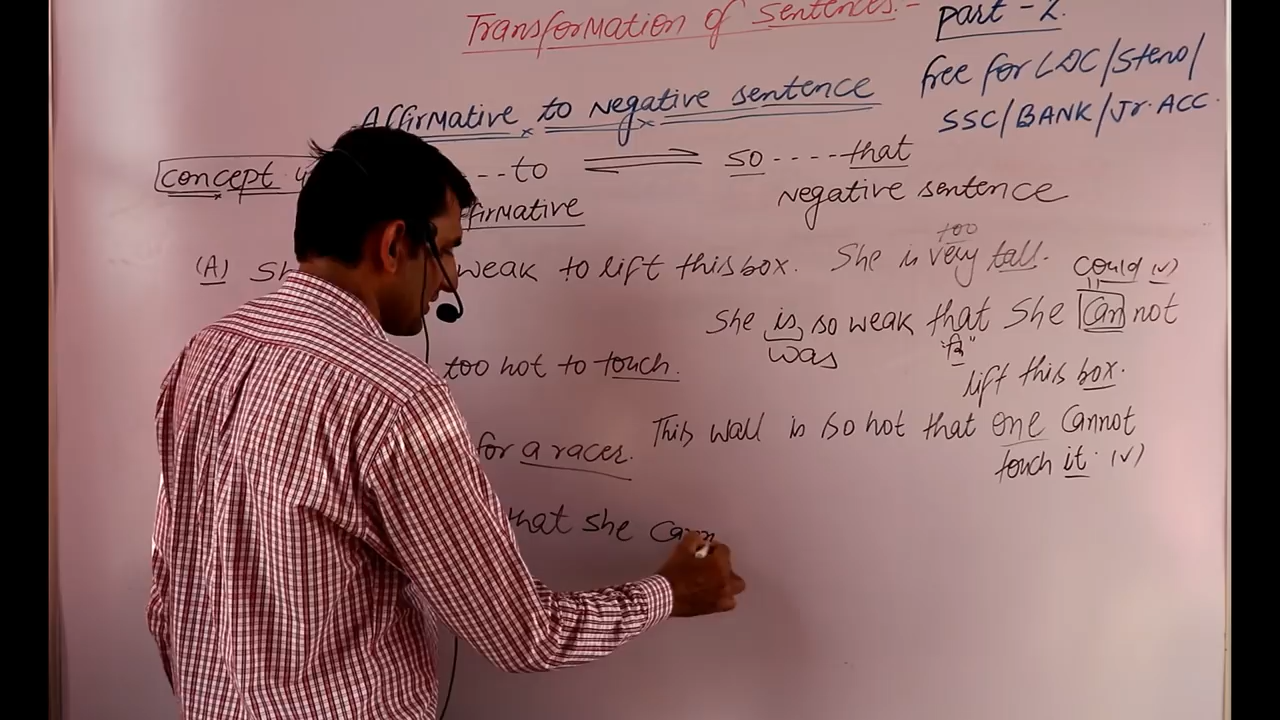 Transformation of Sentences:-
part - 2.
Affirmative to Negative sentence
free for LDC/Steno/
SSC/BANK/Jr. ACC.
concept
- - to ⇌ so - - - - that
firmative
negative sentence
(A) Sh weak to lift this box.
She is very tall.
too
could (v)
She is so weak that she can not
was
lift this box.
too hot to touch.
This wall is so hot that one cannot
touch it. (v)
for a racer.
that she can